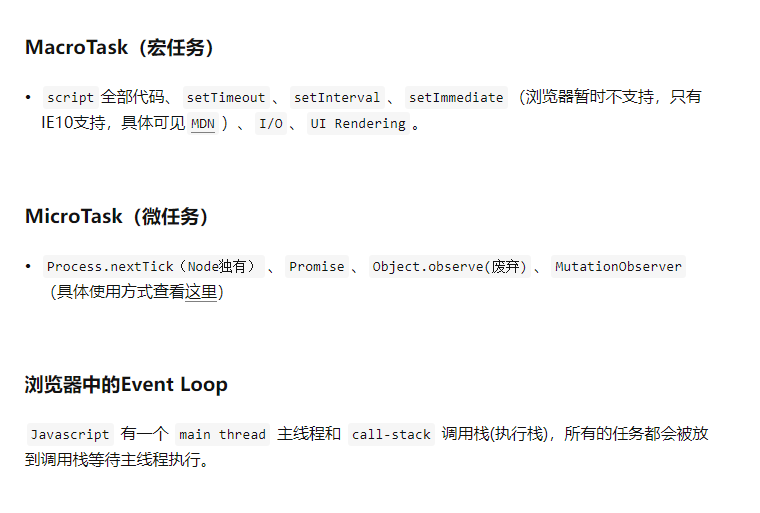 MacroTask（宏任务）
• script 全部代码、 setTimeout 、 setInterval 、 setImmediate （浏览器暂时不支持，只有
IE10支持，具体可见 MDN ）、 I/O 、 UI Rendering 。
MicroTask（微任务）
• Process.nextTick（Node独有） 、 Promise 、 Object.observe(废弃) 、 MutationObserver
（具体使用方式查看这里）
浏览器中的Event Loop
Javascript 有一个 main thread 主线程和 call-stack 调用栈(执行栈)，所有的任务都会被放
到调用栈等待主线程执行。